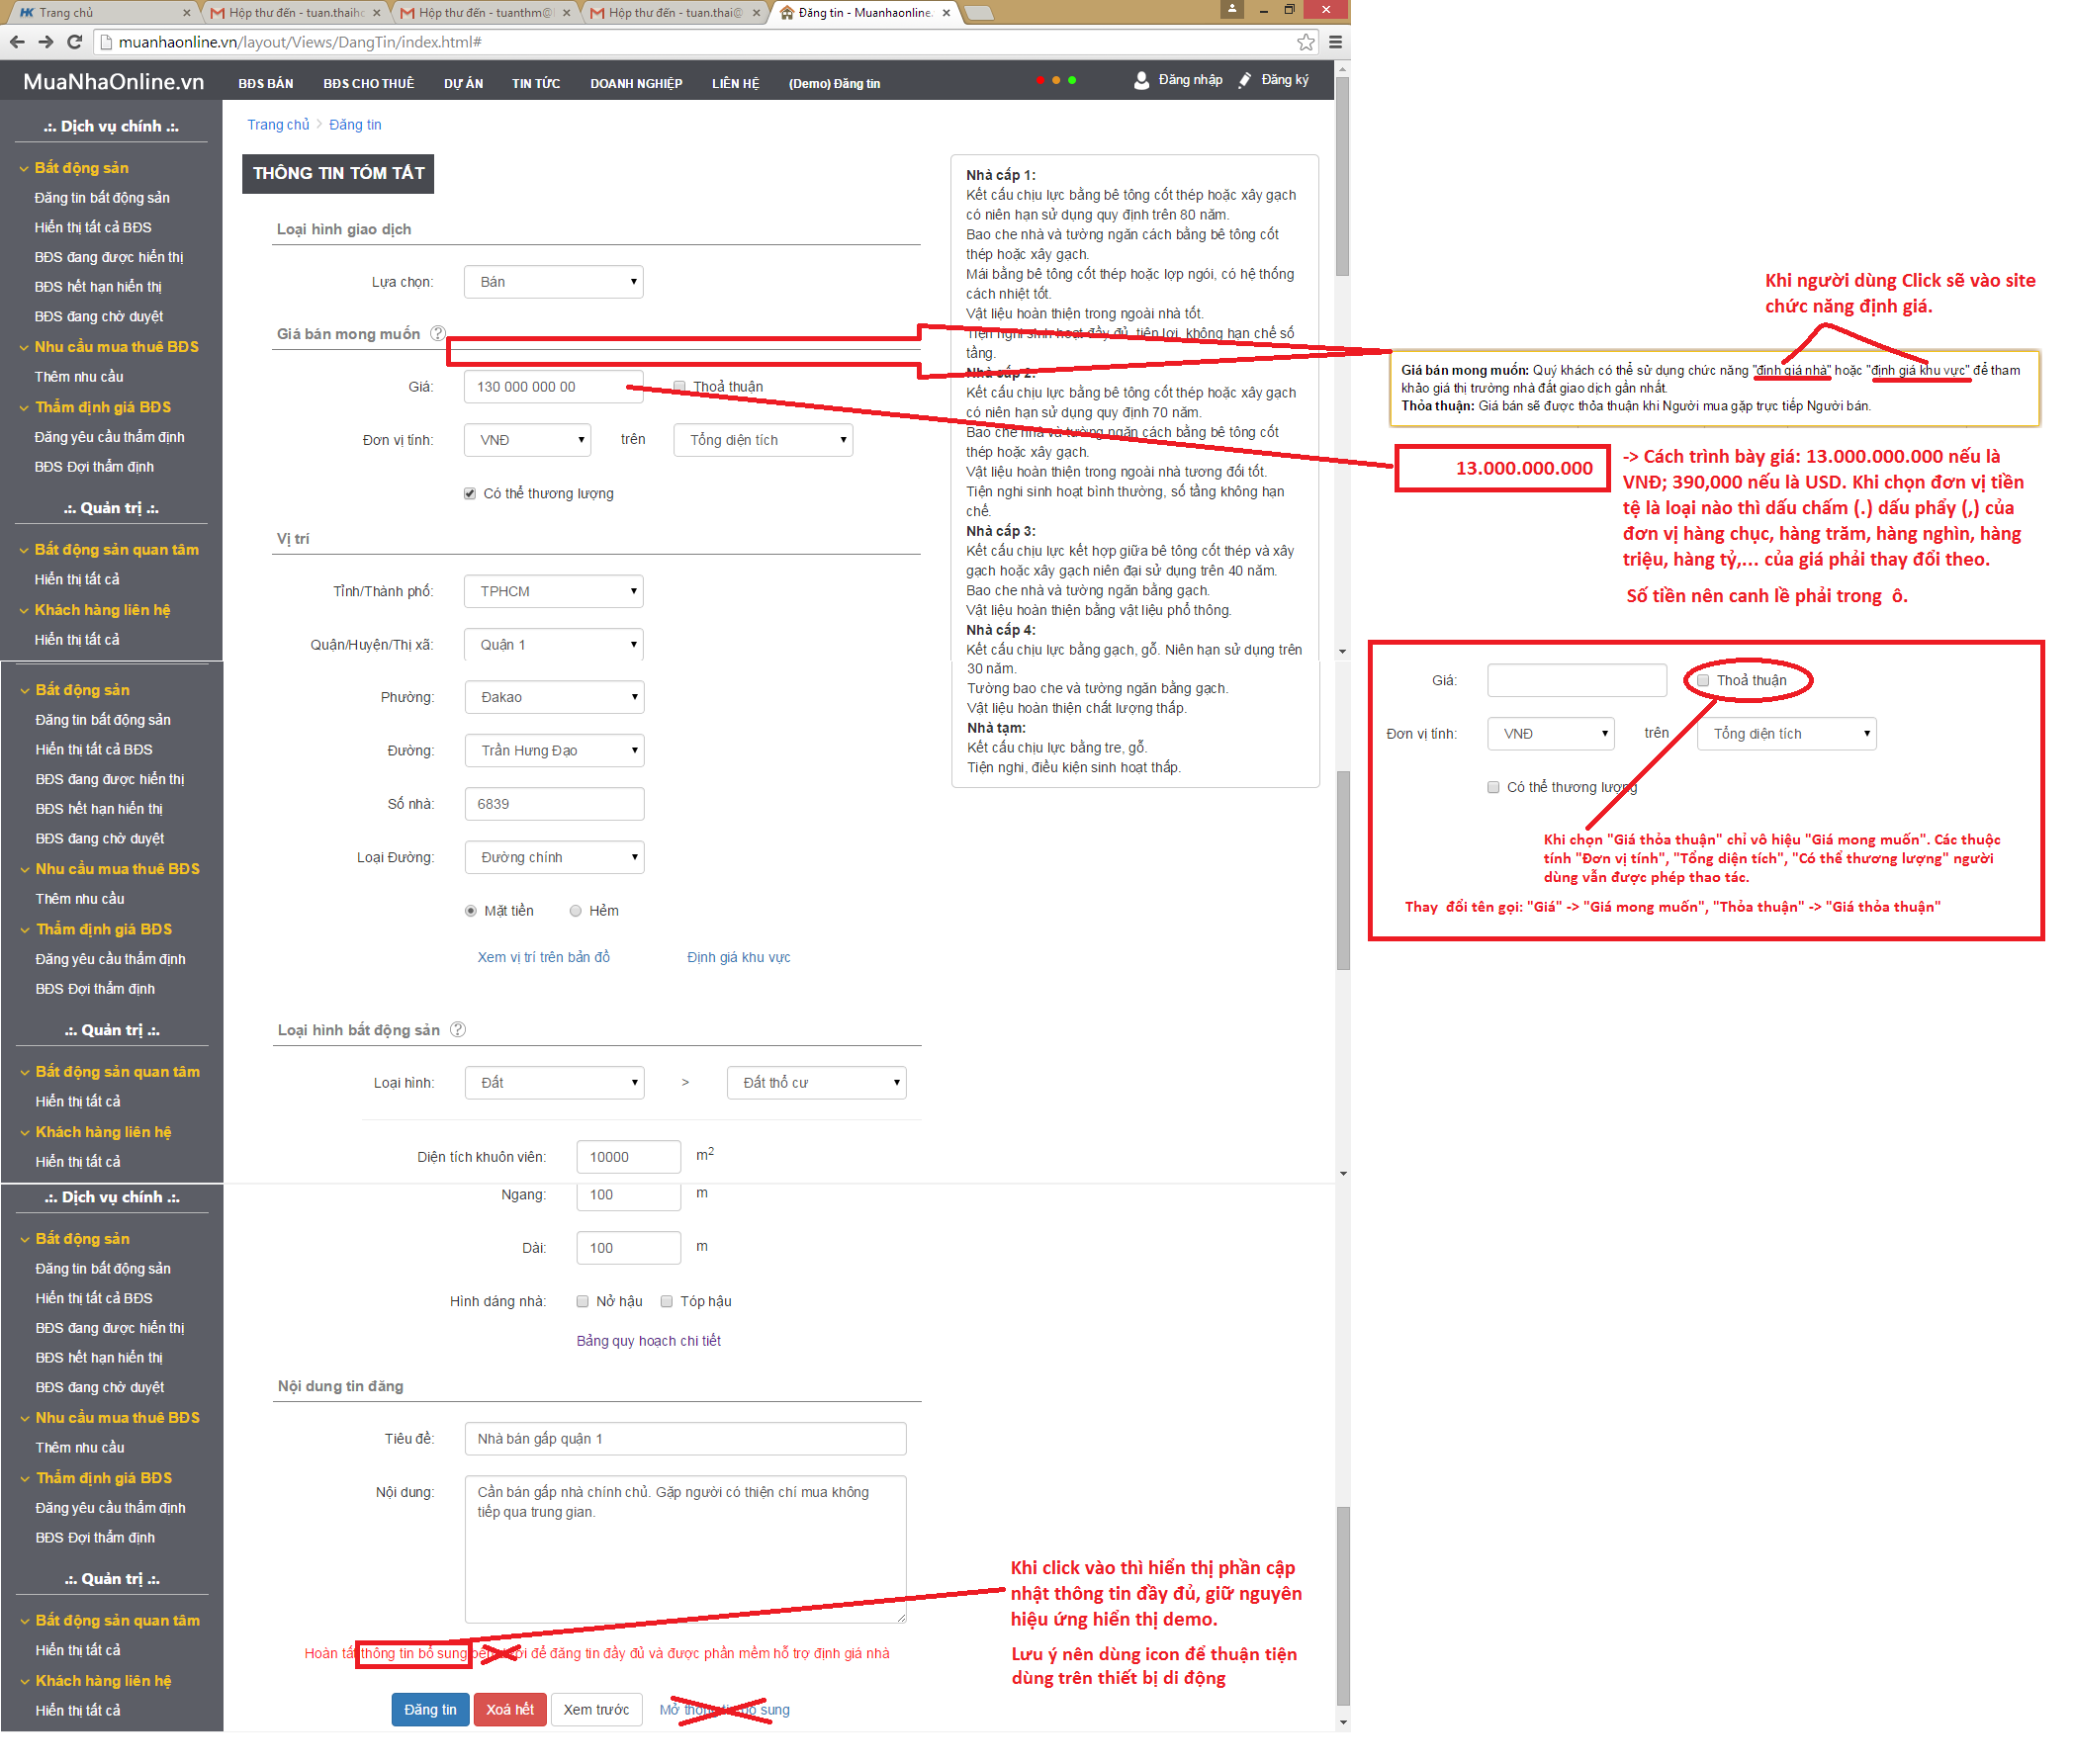 Trang chủ
Hộp thư đến - tuan.thaiho
Hộp thư đến - tuanthm@
Hộp thư đến - tuan.thai@
Đăng tin - Muanhaonline.
muanhaonline.vn/layout/Views/DangTin/index.html#
MuaNhaOnline.vn
BĐS BÁN
BĐS CHO THUÊ
DỰ ÁN
TIN TỨC
DOANH NGHIỆP
LIÊN HỆ
(Demo) Đăng tin
Đăng nhập
Đăng ký
.:. Dịch vụ chính .:.
Bất động sản
Đăng tin bất động sản
Hiển thị tất cả BĐS
BĐS đang được hiển thị
BĐS hết hạn hiển thị
BĐS đang chờ duyệt
Nhu cầu mua thuê BĐS
Thêm nhu cầu
Thẩm định giá BĐS
Đăng yêu cầu thẩm định
BĐS Đợi thẩm định
.:. Quản trị .:.
Bất động sản quan tâm
Hiển thị tất cả
Khách hàng liên hệ
Hiển thị tất cả
Trang chủ > Đăng tin
THÔNG TIN TÓM TẮT
Loại hình giao dịch
Lựa chọn: Bán
Giá bán mong muốn ?
Giá: 130 000 000 00 Thoả thuận
Đơn vị tính: VNĐ trên Tổng diện tích
Có thể thương lượng
Vị trí
Tỉnh/Thành phố: TPHCM
Quận/Huyện/Thị xã: Quận 1
Nhà cấp 1:
Kết cấu chịu lực bằng bê tông cốt thép hoặc xây gạch
có niên hạn sử dụng quy định trên 80 năm.
Bao che nhà và tường ngăn cách bằng bê tông cốt
thép hoặc xây gạch.
Mái bằng bê tông cốt thép hoặc lợp ngói, có hệ thống
cách nhiệt tốt.
Vật liệu hoàn thiện trong ngoài nhà tốt.
Tiện nghi sinh hoạt đầy đủ, tiện lợi, không hạn chế số
tầng.
Nhà cấp 2:
Kết cấu chịu lực bằng bê tông cốt thép hoặc xây gạch
có niên hạn sử dụng quy định 70 năm.
Bao che nhà và tường ngăn cách bằng bê tông cốt
thép hoặc xây gạch.
Vật liệu hoàn thiện trong ngoài nhà tương đối tốt.
Tiện nghi sinh hoạt bình thường, số tầng không hạn
chế.
Nhà cấp 3:
Kết cấu chịu lực kết hợp giữa bê tông cốt thép và xây
gạch hoặc xây gạch niên đại sử dụng trên 40 năm.
Bao che nhà và tường ngăn bằng gạch.
Vật liệu hoàn thiện bằng vật liệu phổ thông.
Nhà cấp 4:
Kết cấu chịu lực bằng gạch, gỗ. Niên hạn sử dụng trên
30 năm.
Tường bao che và tường ngăn bằng gạch.
Vật liệu hoàn thiện chất lượng thấp.
Nhà tạm:
Kết cấu chịu lực bằng tre, gỗ.
Tiện nghi, điều kiện sinh hoạt thấp.
Khi người dùng Click sẽ vào site
chức năng định giá.
Giá bán mong muốn: Quý khách có thể sử dụng chức năng "định giá nhà" hoặc "định giá khu vực" để tham
khảo giá thị trường nhà đất giao dịch gần nhất.
Thỏa thuận: Giá bán sẽ được thỏa thuận khi Người mua gặp trực tiếp Người bán.
13.000.000.000
-> Cách trình bày giá: 13.000.000.000 nếu là
VNĐ; 390,000 nếu là USD. Khi chọn đơn vị tiền
tệ là loại nào thì dấu chấm (.) dấu phẩy (,) của
đơn vị hàng chục, hàng trăm, hàng nghìn, hàng
triệu, hàng tỷ,... của giá phải thay đổi theo.
Số tiền nên canh lề phải trong ô.
Giá: Thoả thuận
Đơn vị tính: VNĐ trên Tổng diện tích
Có thể thương lượng
Khi chọn "Giá thỏa thuận" chỉ vô hiệu "Giá mong muốn". Các thuộc
tính "Đơn vị tính", "Tổng diện tích", "Có thể thương lượng" người
dùng vẫn được phép thao tác.
Thay đổi tên gọi: "Giá" -> "Giá mong muốn", "Thỏa thuận" -> "Giá thỏa thuận"
Bất động sản
Đăng tin bất động sản
Hiển thị tất cả BĐS
BĐS đang được hiển thị
BĐS hết hạn hiển thị
BĐS đang chờ duyệt
Nhu cầu mua thuê BĐS
Thêm nhu cầu
Thẩm định giá BĐS
Đăng yêu cầu thẩm định
BĐS Đợi thẩm định
.:. Quản trị .:.
Bất động sản quan tâm
Hiển thị tất cả
Khách hàng liên hệ
Hiển thị tất cả
Phường: Đakao
Đường: Trần Hưng Đạo
Số nhà: 6839
Loại Đường: Đường chính
Mặt tiền Hẻm
Xem vị trí trên bản đồ Định giá khu vực
Loại hình bất động sản ?
Loại hình: Đất > Đất thổ cư
Diện tích khuôn viên: 10000 m2
.:. Dịch vụ chính .:.
Bất động sản
Đăng tin bất động sản
Hiển thị tất cả BĐS
BĐS đang được hiển thị
BĐS hết hạn hiển thị
BĐS đang chờ duyệt
Nhu cầu mua thuê BĐS
Thêm nhu cầu
Thẩm định giá BĐS
Đăng yêu cầu thẩm định
BĐS Đợi thẩm định
.:. Quản trị .:.
Bất động sản quan tâm
Hiển thị tất cả
Khách hàng liên hệ
Hiển thị tất cả
Ngang: 100 m
Dài: 100 m
Hình dáng nhà: Nở hậu Tóp hậu
Bảng quy hoạch chi tiết
Nội dung tin đăng
Tiêu đề: Nhà bán gấp quận 1
Nội dung: Cần bán gấp nhà chính chủ. Gặp người có thiện chí mua không
tiếp qua trung gian.
Hoàn tất thông tin bổ sung để đăng tin đầy đủ và được phần mềm hỗ trợ định giá nhà
Đăng tin Xoá hết Xem trước Mở thông tin bổ sung
Khi click vào thì hiển thị phần cập
nhật thông tin đầy đủ, giữ nguyên
hiệu ứng hiển thị demo.
Lưu ý nên dùng icon để thuận tiện
dùng trên thiết bị di động